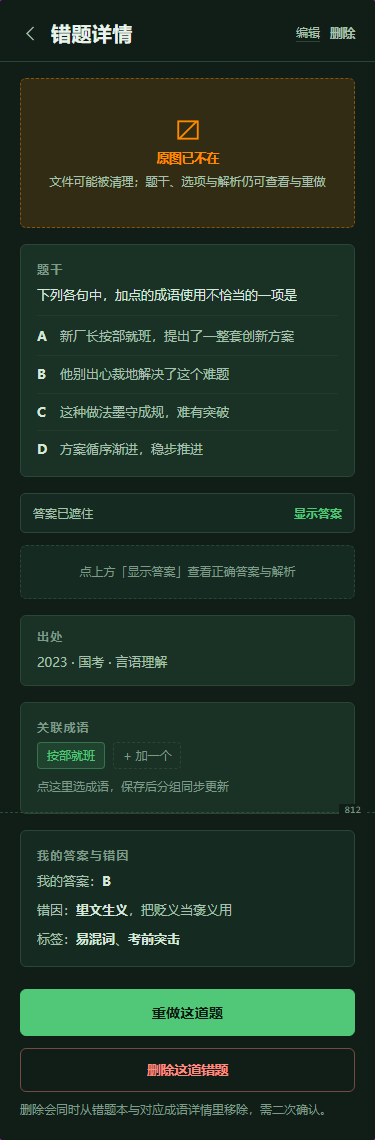 错题详情
编辑 删除
原图已不在
文件可能被清理；题干、选项与解析仍可查看与重做
题干
下列各句中，加点的成语使用不恰当的一项是
A 新厂长按部就班，提出了一整套创新方案
B 他别出心裁地解决了这个难题
C 这种做法墨守成规，难有突破
D 方案循序渐进，稳步推进
答案已遮住 显示答案
点上方「显示答案」查看正确答案与解析
出处
2023 · 国考 · 言语理解
关联成语
按部就班 + 加一个
点这里选成语，保存后分组同步更新
812
我的答案与错因
我的答案：B
错因：望文生义，把贬义当褒义用
标签：易混词、考前突击
重做这道题
删除这道错题
删除会同时从错题本与对应成语详情里移除，需二次确认。